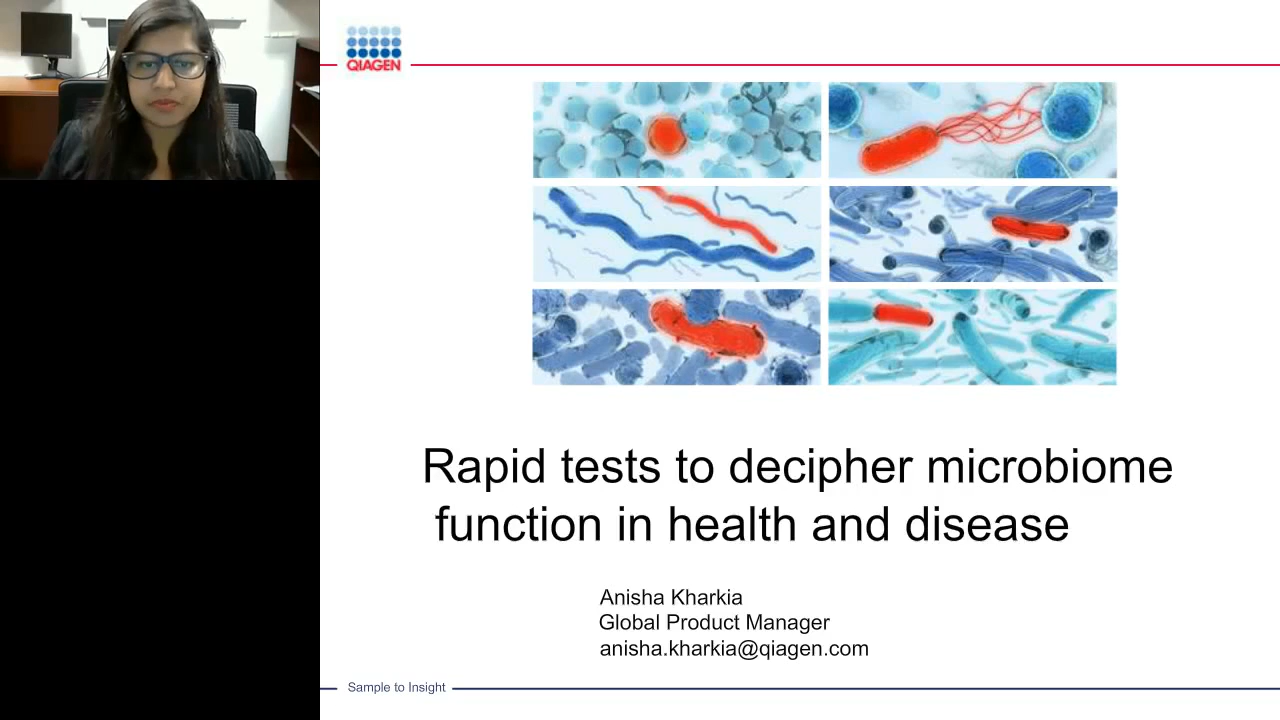 QIAGEN
Rapid tests to decipher microbiome
function in health and disease
Anisha Kharkia
Global Product Manager
anisha.kharkia@qiagen.com
Sample to Insight